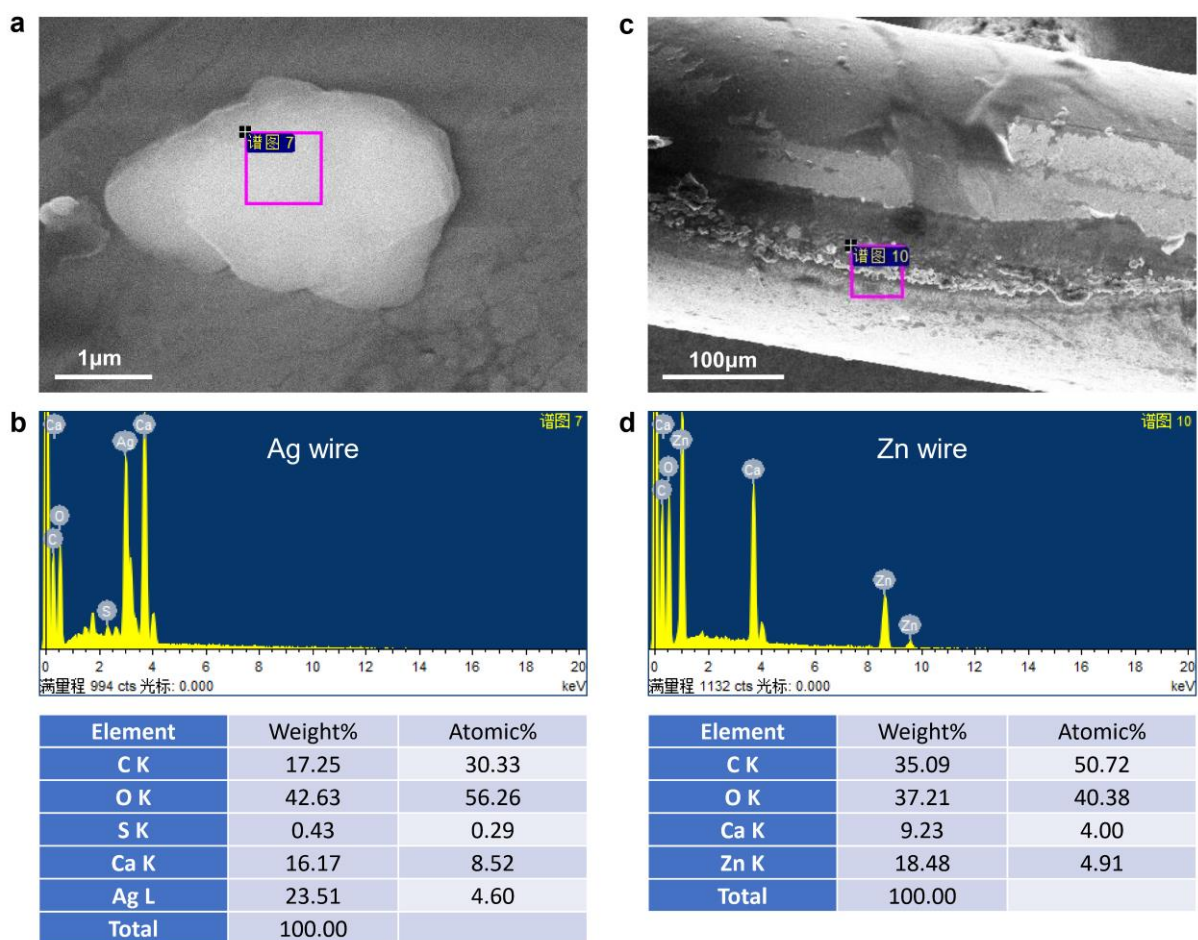 a
谱图 7
1μm
c
谱图 10
100μm
b
谱图 7
Ca
Ag
Ca
O
C
S
Ag wire
0 2 4 6 8 10 12 14 16 18 20
满量程 994 cts 光标: 0.000
keV
d
谱图 10
Ca
Zn
O
C
Ca
Zn
Zn
Zn wire
0 2 4 6 8 10 12 14 16 18 20
满量程 1132 cts 光标: 0.000
keV
Element Weight% Atomic%
C K 17.25 30.33
O K 42.63 56.26
S K 0.43 0.29
Ca K 16.17 8.52
Ag L 23.51 4.60
Total 100.00
Element Weight% Atomic%
C K 35.09 50.72
O K 37.21 40.38
Ca K 9.23 4.00
Zn K 18.48 4.91
Total 100.00